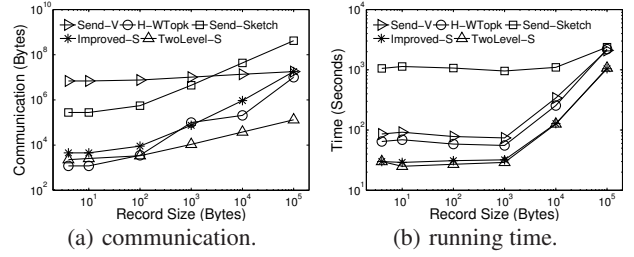 Send-V H-WTopk Send-Sketch
Improved-S TwoLevel-S
10^10
10^8
10^6
10^4
10^2
Communication (Bytes)
10^1 10^2 10^3 10^4 10^5
Record Size (Bytes)
(a) communication.
Send-V H-WTopk Send-Sketch
Improved-S TwoLevel-S
10^4
10^3
10^2
10^1
Time (Seconds)
10^1 10^2 10^3 10^4 10^5
Record Size (Bytes)
(b) running time.